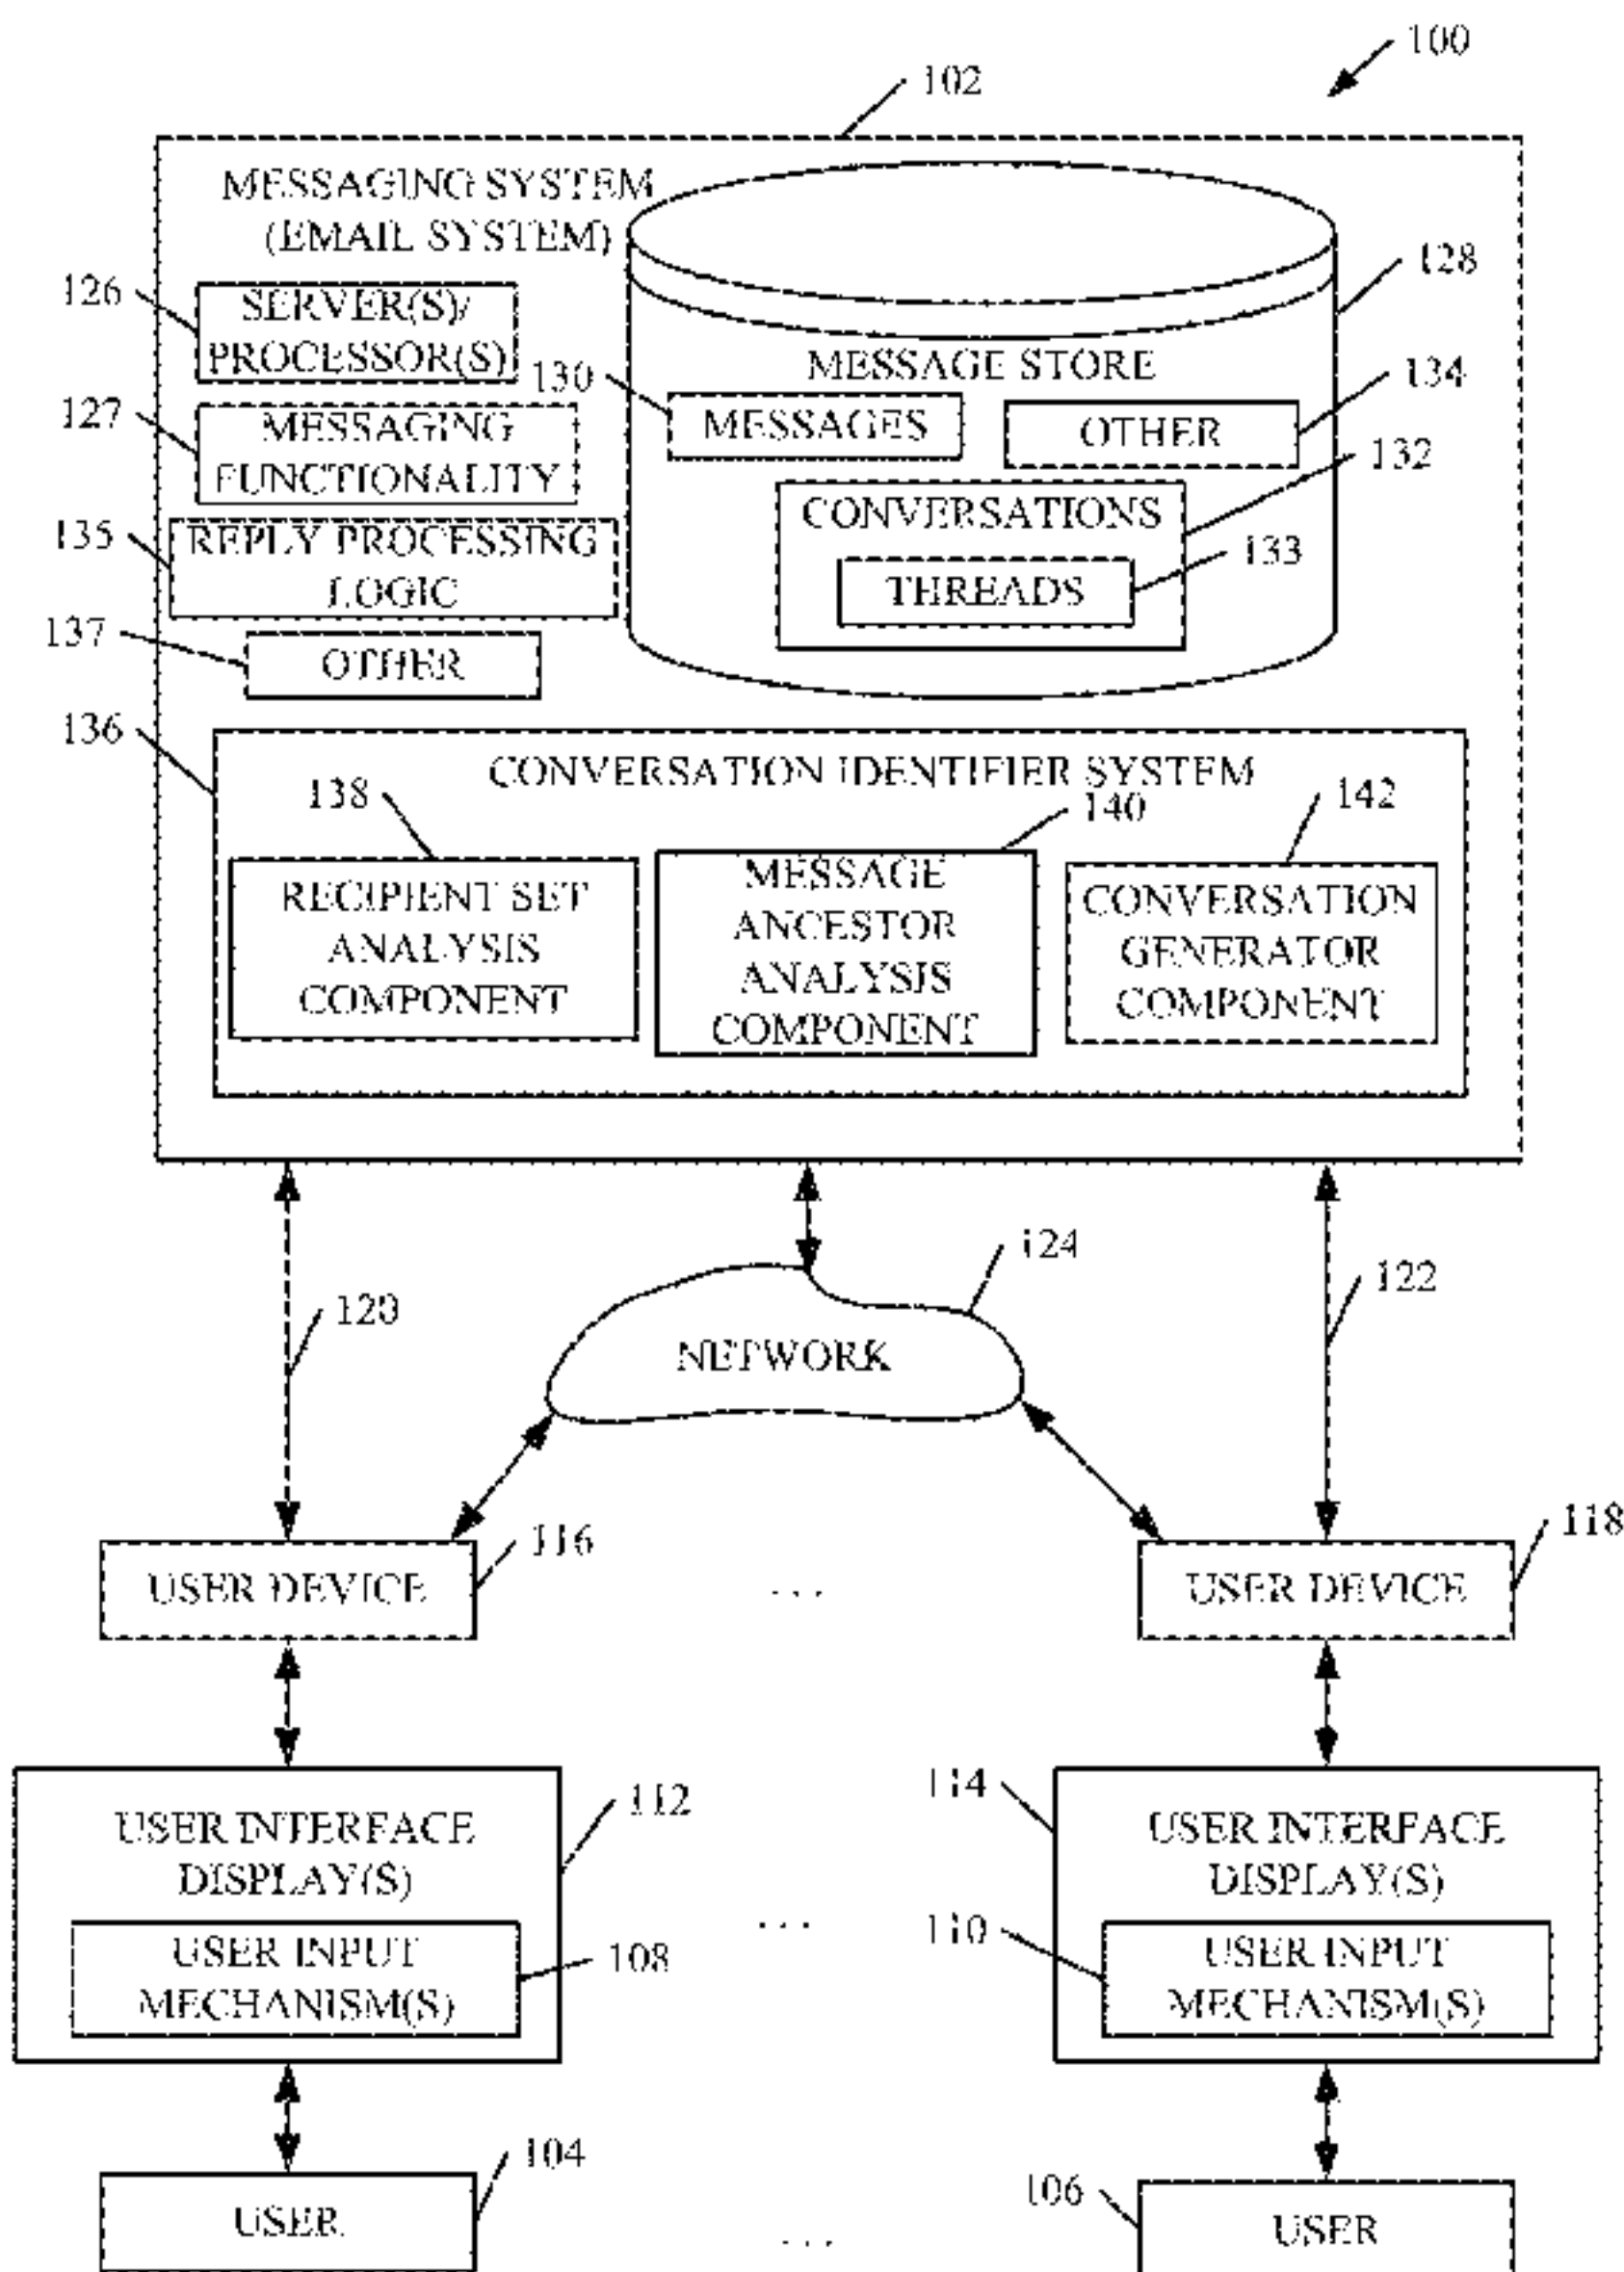 100
102
MESSAGING SYSTEM
(EMAIL SYSTEM)
128
126
SERVER(S)/
PROCESSOR(S)
MESSAGE STORE
130
134
MESSAGES
OTHER
127
MESSAGING
FUNCTIONALITY
132
CONVERSATIONS
135
REPLY PROCESSING
LOGIC
133
THREADS
137
OTHER
136
CONVERSATION IDENTIFIER SYSTEM
138
140
142
RECIPIENT SET
ANALYSIS
COMPONENT
MESSAGE
ANCESTOR
ANALYSIS
COMPONENT
CONVERSATION
GENERATOR
COMPONENT
124
120
122
NETWORK
116
118
USER DEVICE
...
USER DEVICE
112
114
USER INTERFACE
DISPLAY(S)
USER INTERFACE
DISPLAY(S)
...
108
110
USER INPUT
MECHANISM(S)
USER INPUT
MECHANISM(S)
104
106
USER
...
USER